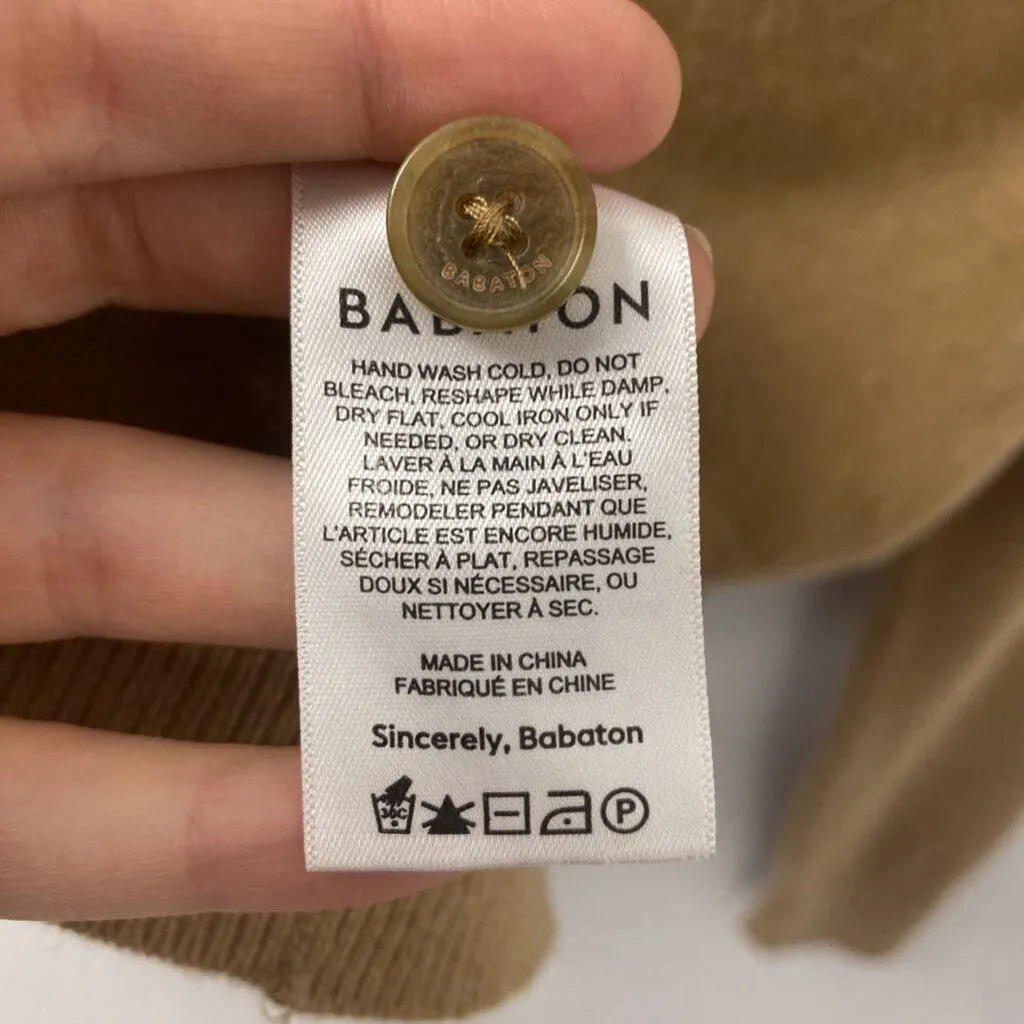 BABATON
BABATON
HAND WASH COLD, DO NOT
BLEACH, RESHAPE WHILE DAMP,
DRY FLAT, COOL IRON ONLY IF
NEEDED, OR DRY CLEAN.
LAVER À LA MAIN À L'EAU
FROIDE, NE PAS JAVELISER,
REMODELER PENDANT QUE
L'ARTICLE EST ENCORE HUMIDE,
SÉCHER À PLAT, REPASSAGE
DOUX SI NÉCESSAIRE, OU
NETTOYER À SEC.
MADE IN CHINA
FABRIQUÉ EN CHINE
Sincerely, Babaton
30C P